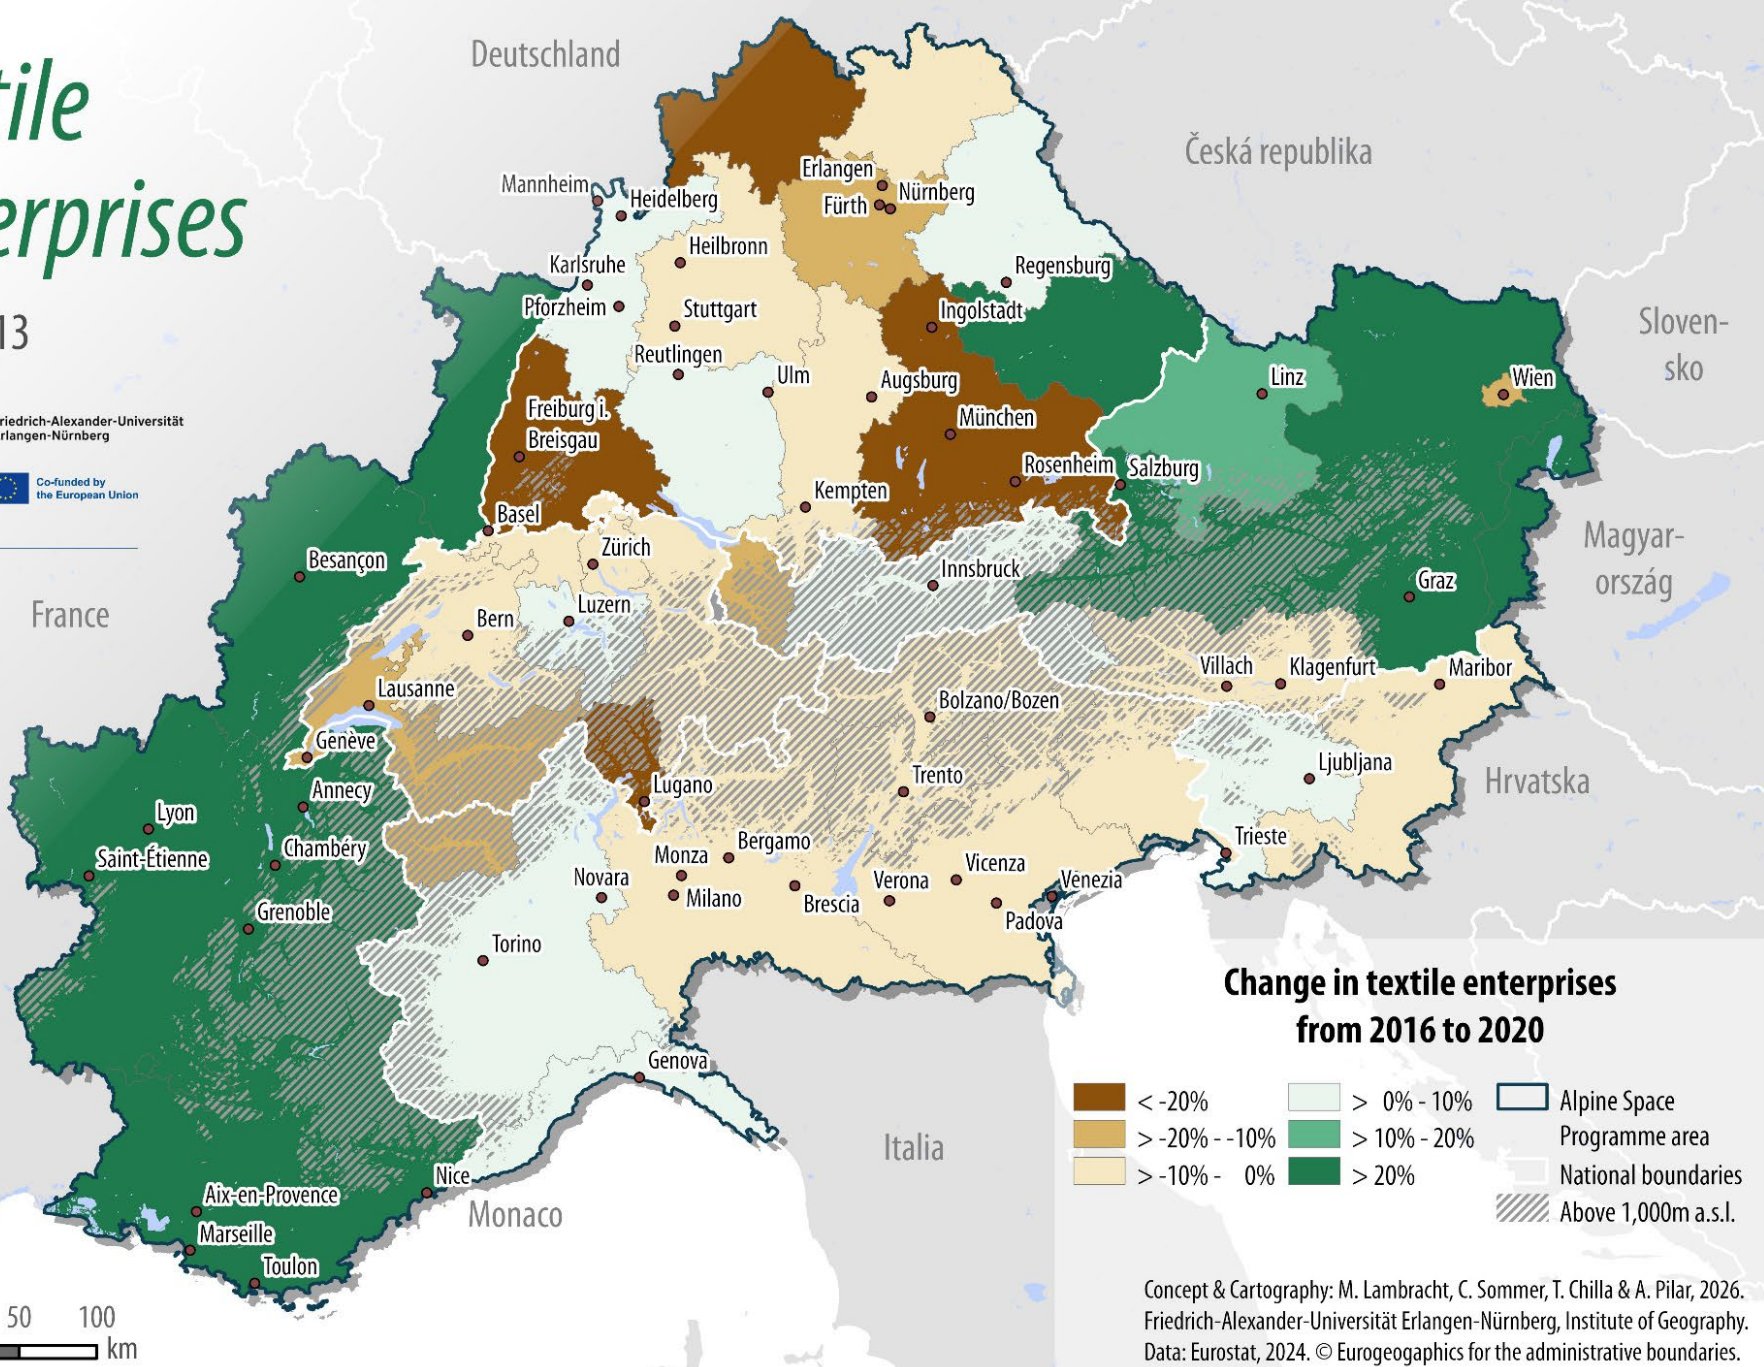 tile
erprises
13
riedrich-Alexander-Universität
rlangen-Nürnberg
Co-funded by
the European Union
Deutschland
Česká republika
Sloven-
sko
Magyar-
ország
Hrvatska
Italia
Monaco
France
Mannheim
Heidelberg
Erlangen
Nürnberg
Fürth
Heilbronn
Karlsruhe
Pforzheim
Stuttgart
Regensburg
Ingolstadt
Reutlingen
Ulm
Augsburg
Linz
Wien
Freiburg i.
Breisgau
München
Rosenheim
Salzburg
Kempten
Basel
Zürich
Besançon
Innsbruck
Graz
Luzern
Bern
Lausanne
Villach
Klagenfurt
Maribor
Bolzano/Bozen
Genève
Ljubljana
Annecy
Lugano
Trento
Lyon
Chambéry
Saint-Étienne
Monza
Bergamo
Trieste
Novara
Milano
Brescia
Verona
Vicenza
Venezia
Padova
Grenoble
Torino
Genova
Nice
Aix-en-Provence
Marseille
Toulon
50 100
km
Change in textile enterprises
from 2016 to 2020
< -20%
> -20% - -10%
> -10% - 0%
> 0% - 10%
> 10% - 20%
> 20%
Alpine Space
Programme area
National boundaries
Above 1,000m a.s.l.
Concept & Cartography: M. Lambracht, C. Sommer, T. Chilla & A. Pilar, 2026.
Friedrich-Alexander-Universität Erlangen-Nürnberg, Institute of Geography.
Data: Eurostat, 2024. © Eurogeogaphics for the administrative boundaries.